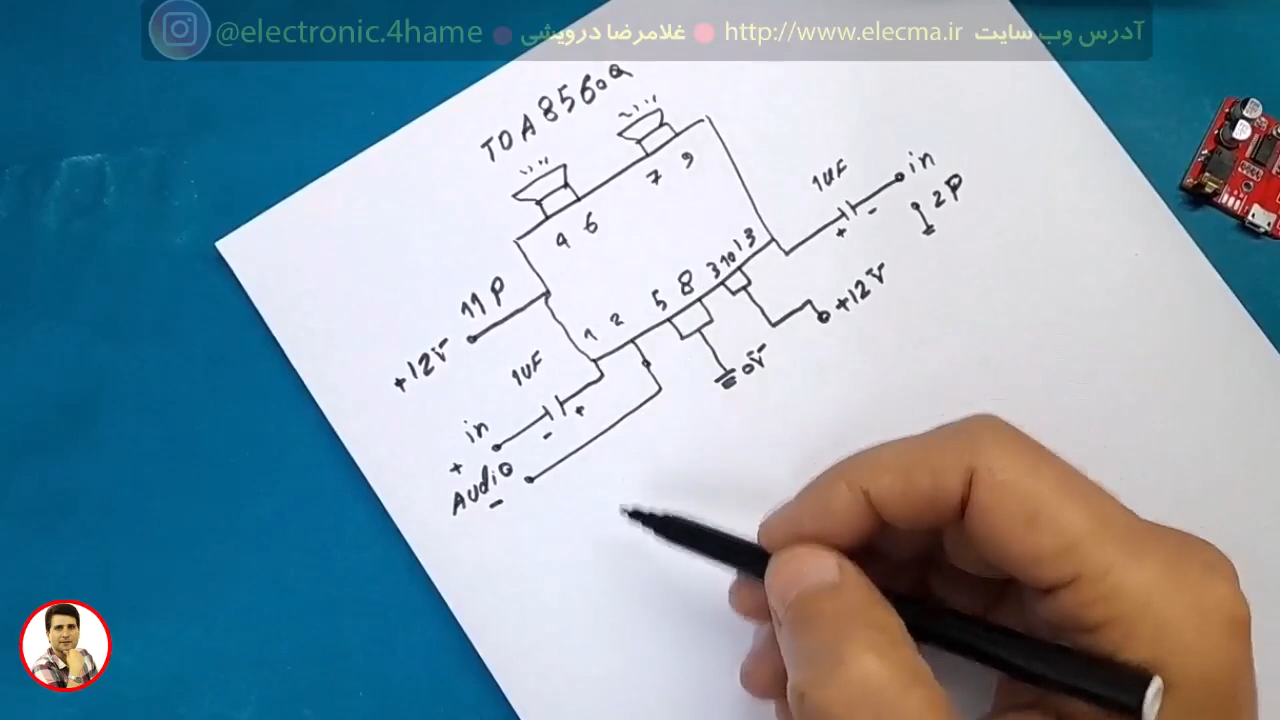 @electronic.4hame ● غلامرضا درویشی ● http://www.elecma.ir آدرس وب سایت
TDA8560Q
7 9
4 6
1uF
in
2P
+ -
11P
+12V
1 2 5 8 3 10 13
+12V
0V
1uF
in
- +
+
Audio
-